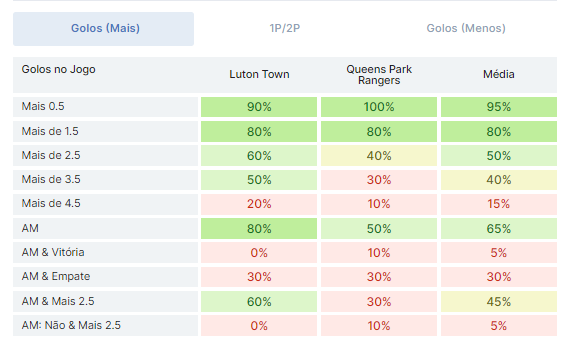 Golos (Mais) 1P/2P Golos (Menos)
Golos no Jogo Luton Town Queens Park Rangers Média
Mais 0.5 90% 100% 95%
Mais de 1.5 80% 80% 80%
Mais de 2.5 60% 40% 50%
Mais de 3.5 50% 30% 40%
Mais de 4.5 20% 10% 15%
AM 80% 50% 65%
AM & Vitória 0% 10% 5%
AM & Empate 30% 30% 30%
AM & Mais 2.5 60% 30% 45%
AM: Não & Mais 2.5 0% 10% 5%